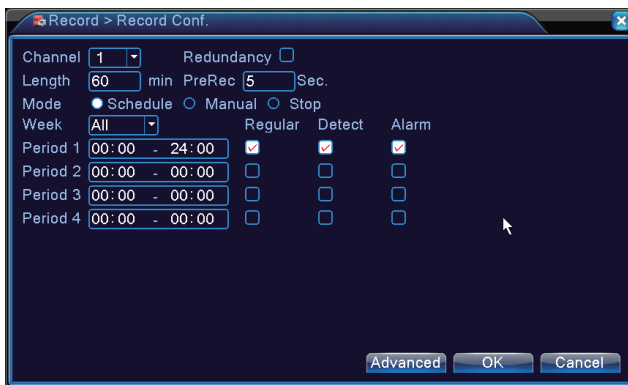 Record > Record Conf.
Channel 1 Redundancy
Length 60 min PreRec 5 Sec.
Mode Schedule Manual Stop
Week All Regular Detect Alarm
Period 1 00:00 - 24:00
Period 2 00:00 - 00:00
Period 3 00:00 - 00:00
Period 4 00:00 - 00:00
Advanced OK Cancel